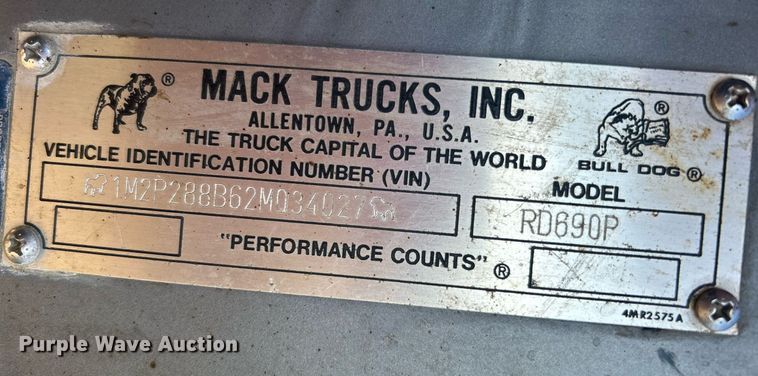 MACK TRUCKS, INC.
ALLENTOWN, PA., U.S.A.
THE TRUCK CAPITAL OF THE WORLD
BULL DOG ®
VEHICLE IDENTIFICATION NUMBER (VIN)
MODEL
1M2P288B62M034027
RD690P
"PERFORMANCE COUNTS" ®
4MR2575A
Purple Wave Auction